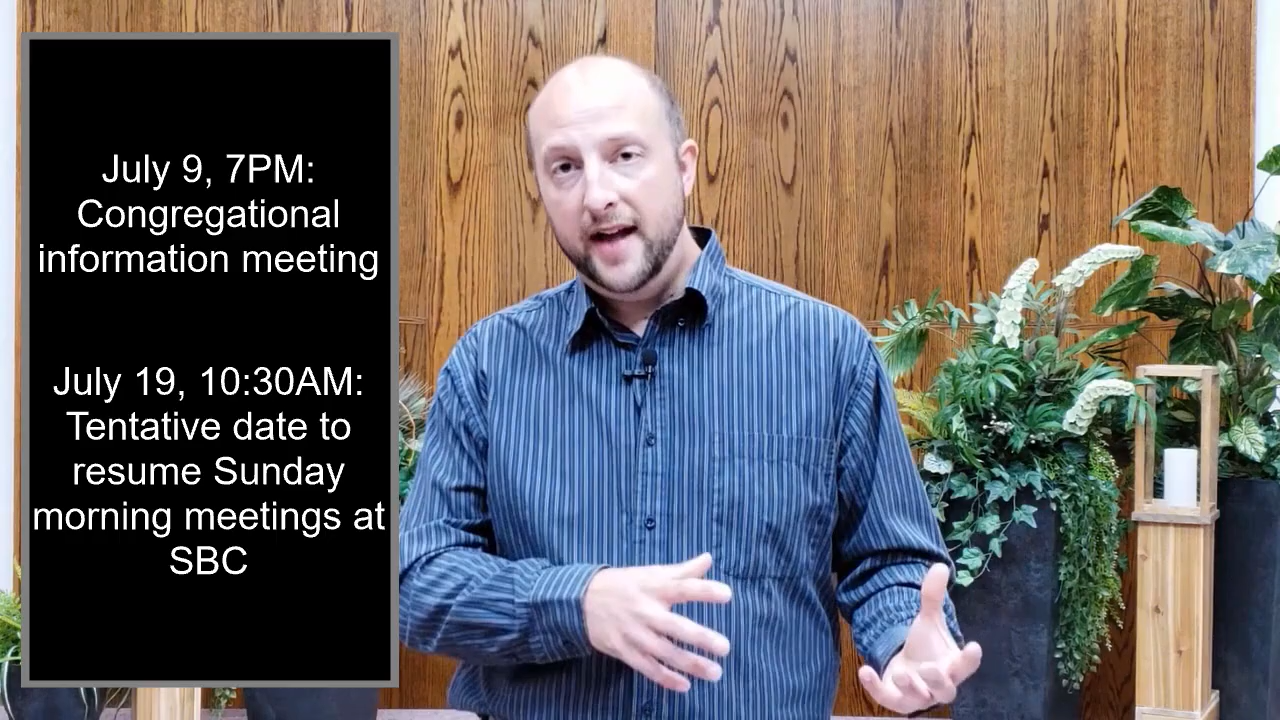 July 9, 7PM:
Congregational
information meeting
July 19, 10:30AM:
Tentative date to
resume Sunday
morning meetings at
SBC